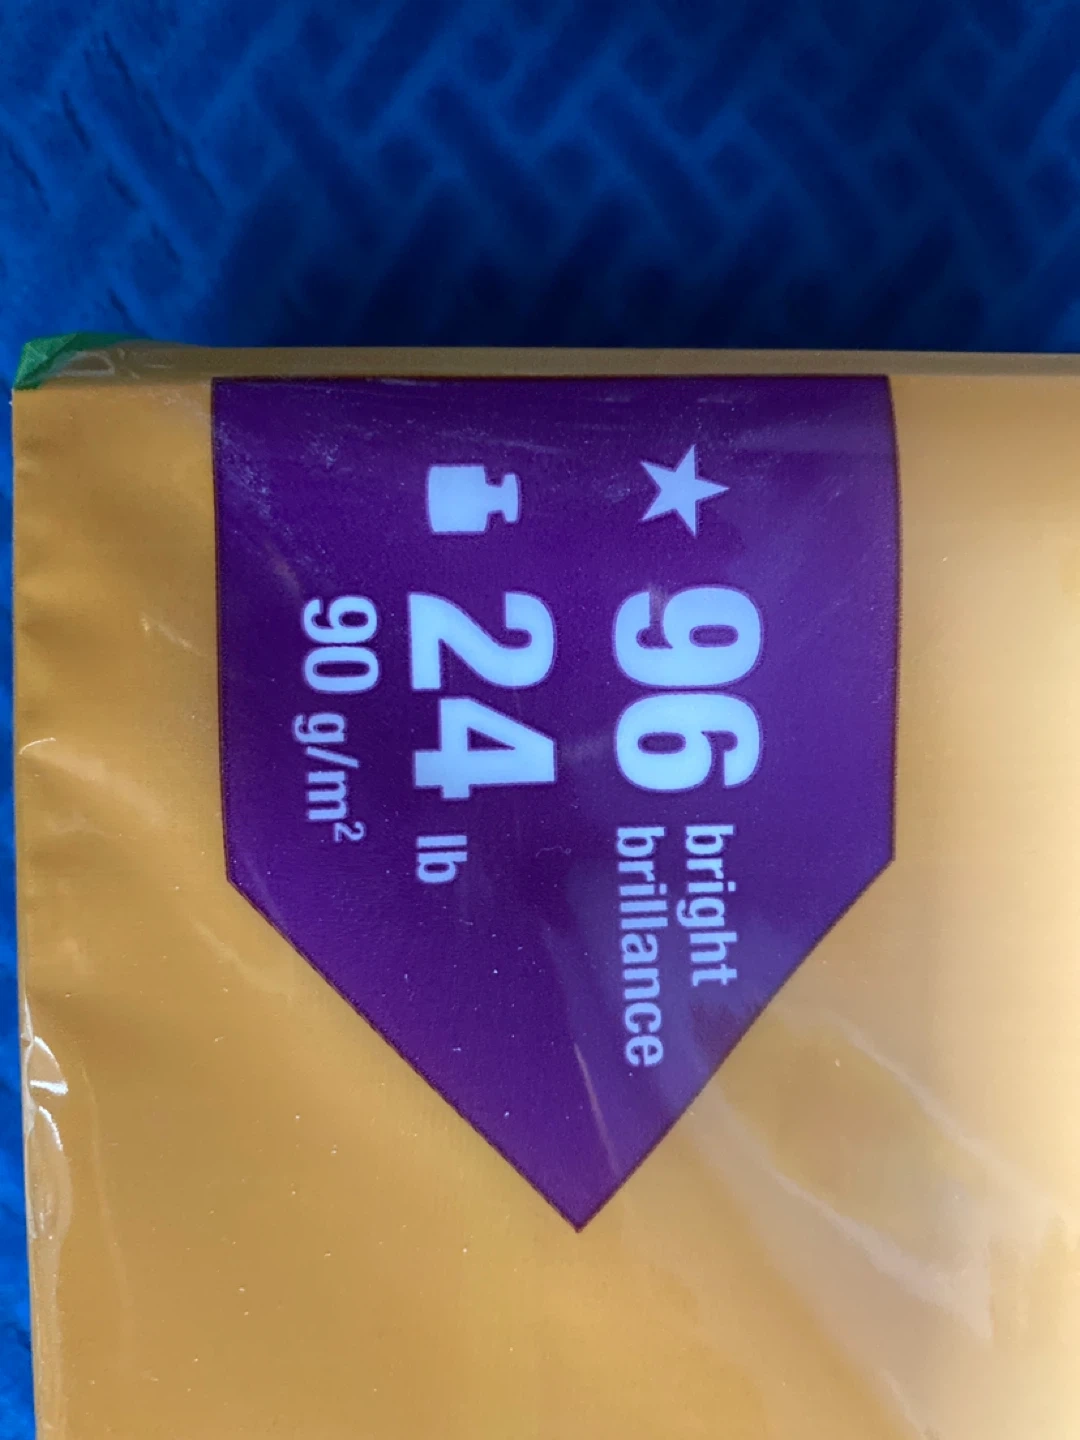 96 bright
brillance
24 lb
90 g/m²